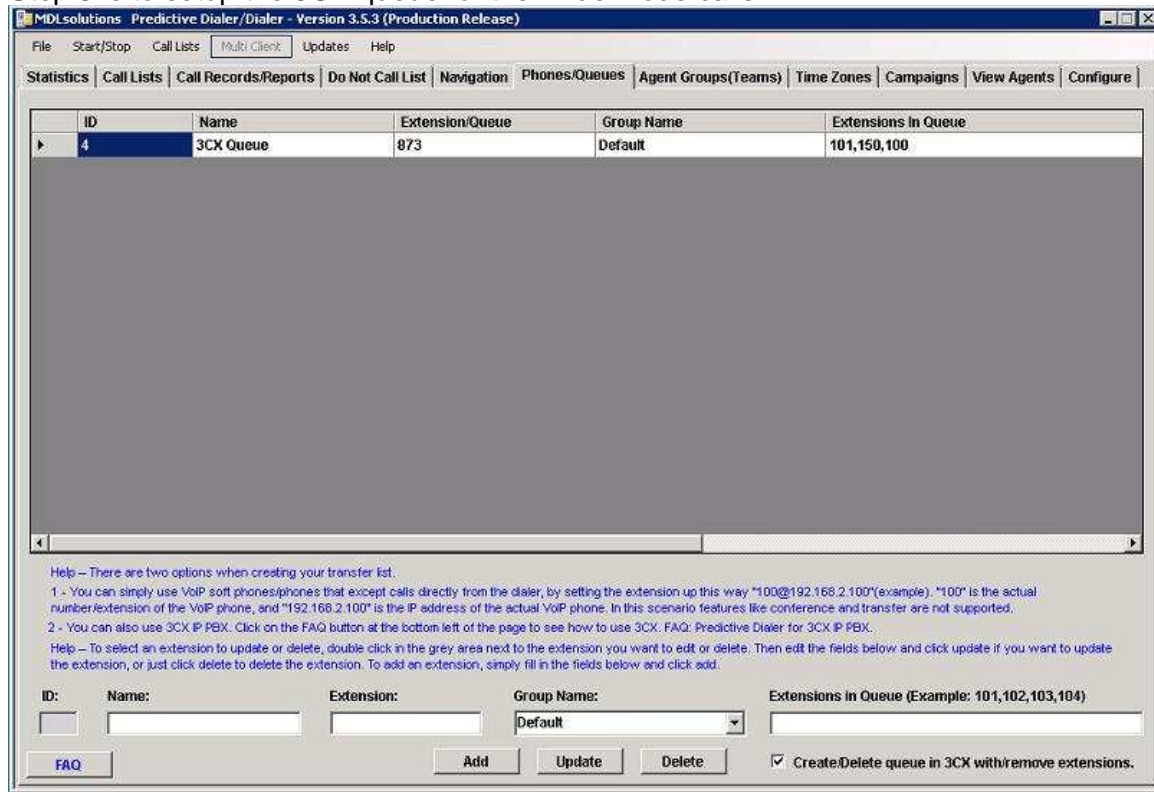 MDLsolutions Predictive Dialer/Dialer - Version 3.5.3 (Production Release)
File Start/Stop Call Lists Multi Client Updates Help
Statistics Call Lists Call Records/Reports Do Not Call List Navigation Phones/Queues Agent Groups(Teams) Time Zones Campaigns View Agents Configure
ID Name Extension/Queue Group Name Extensions In Queue
4 3CX Queue 873 Default 101,150,100
Help – There are two options when creating your transfer list.
1 - You can simply use VoIP soft phones/phones that except calls directly from the dialer, by setting the extension up this way "100@192.168.2.100"(example). "100" is the actual
number/extension of the VoIP phone, and "192.168.2.100" is the IP address of the actual VoIP phone. In this scenario features like conference and transfer are not supported.
2 - You can also use 3CX IP PBX. Click on the FAQ button at the bottom left of the page to see how to use 3CX. FAQ: Predictive Dialer for 3CX IP PBX.
Help – To select an extension to update or delete, double click in the grey area next to the extension you want to edit or delete. Then edit the fields below and click update if you want to update
the extension, or just click delete to delete the extension. To add an extension, simply fill in the fields below and click add.
ID: Name: Extension: Group Name: Extensions in Queue (Example: 101,102,103,104)
Default
FAQ Add Update Delete Create/Delete queue in 3CX with/remove extensions.